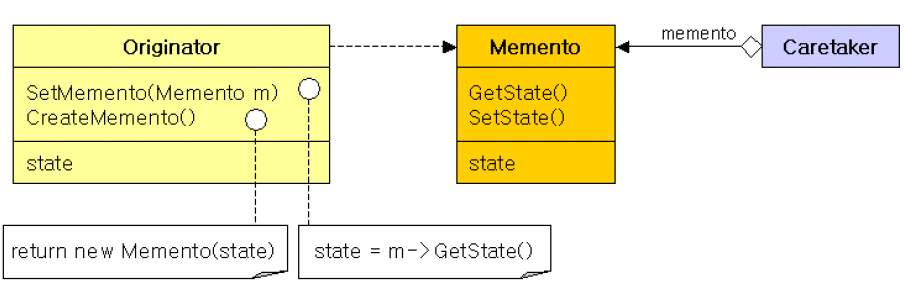 Originator
SetMemento(Memento m)
CreateMemento()
state
Memento
GetState()
SetState()
state
memento
Caretaker
return new Memento(state)
state = m->GetState()